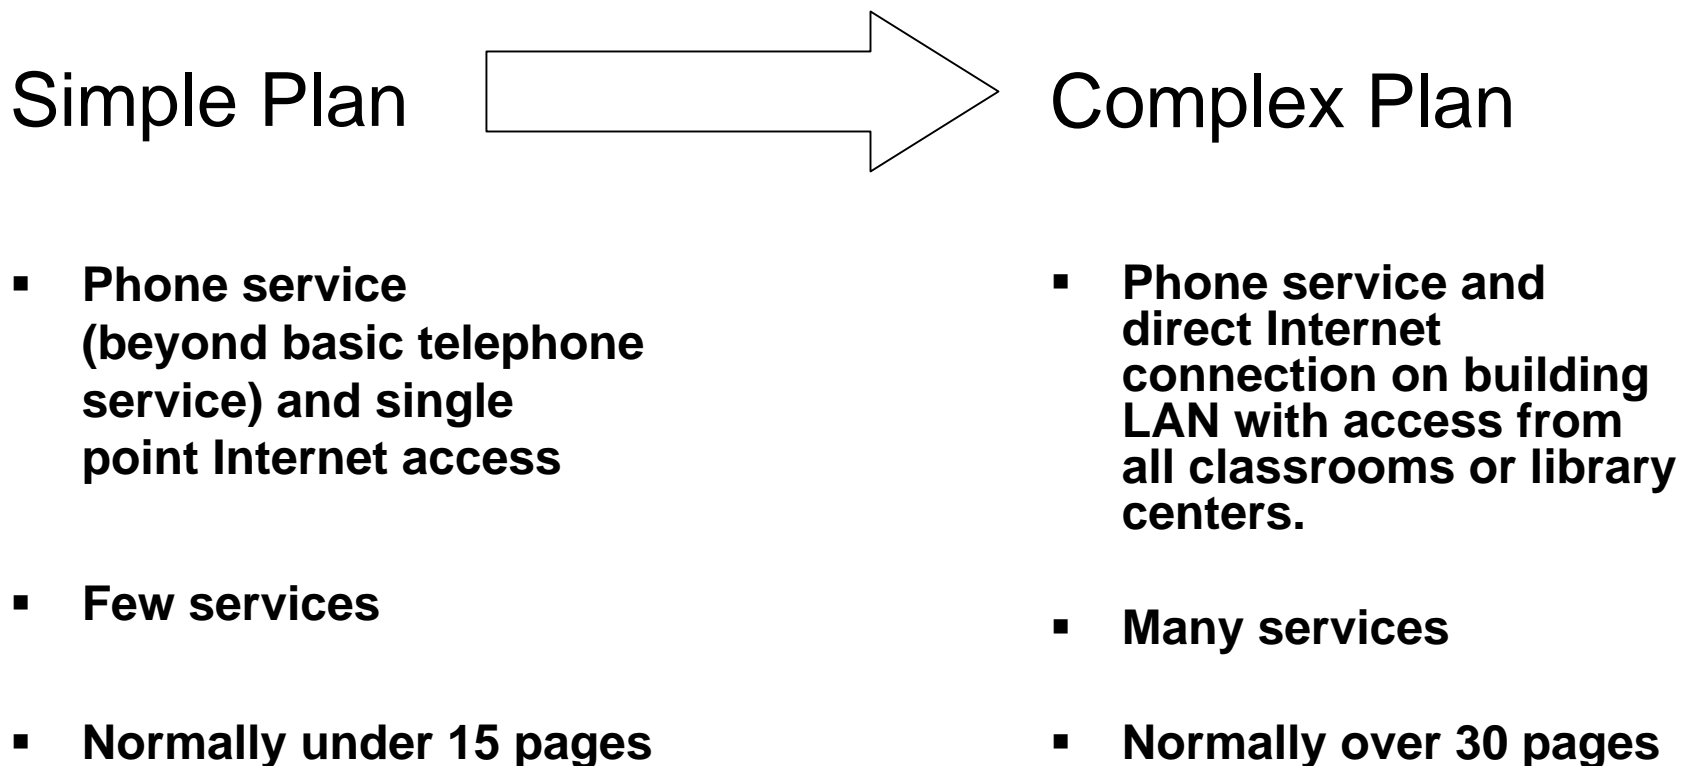 Simple Plan
Complex Plan
▪ Phone service
(beyond basic telephone
service) and single
point Internet access
▪ Few services
▪ Normally under 15 pages
▪ Phone service and
direct Internet
connection on building
LAN with access from
all classrooms or library
centers.
▪ Many services
▪ Normally over 30 pages